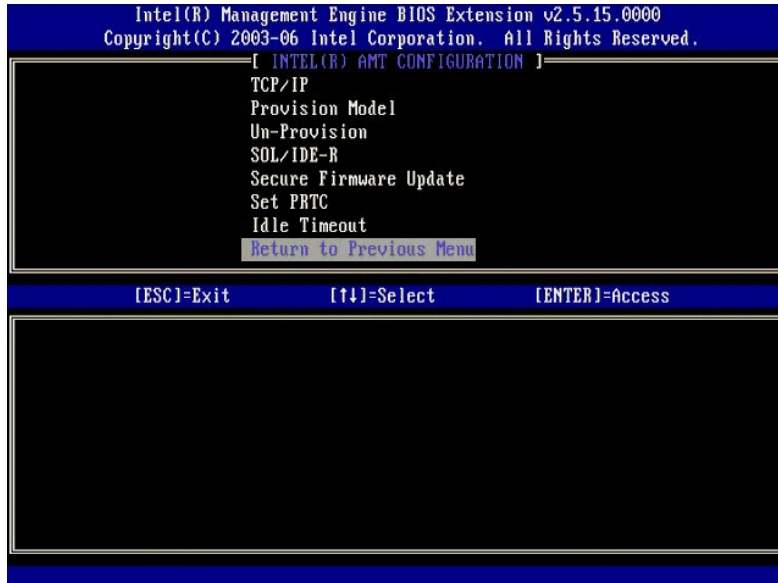 Intel(R) Management Engine BIOS Extension v2.5.15.0000
Copyright(C) 2003-06 Intel Corporation. All Rights Reserved.
[ INTEL(R) AMT CONFIGURATION ]
TCP/IP
Provision Model
Un-Provision
SOL/IDE-R
Secure Firmware Update
Set PRTC
Idle Timeout
Return to Previous Menu
[ESC]=Exit [↑↓]=Select [ENTER]=Access